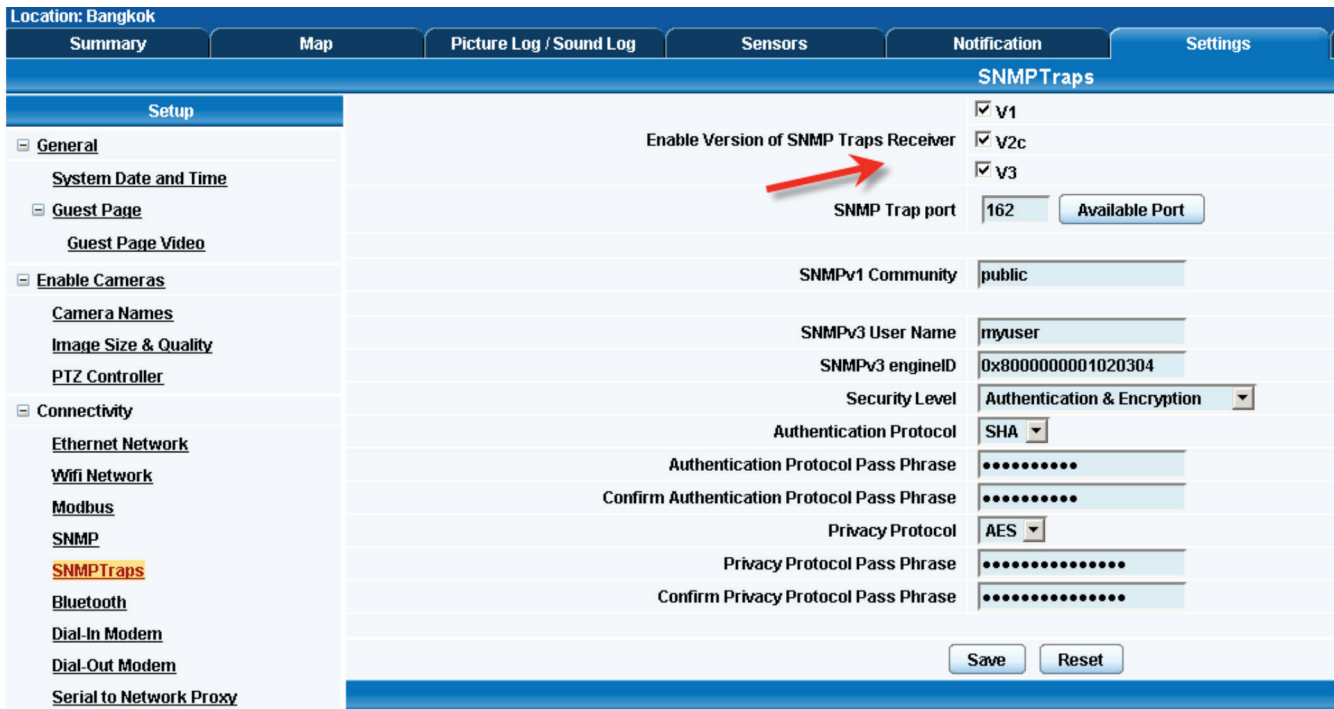 Location: Bangkok
Summary Map Picture Log / Sound Log Sensors Notification Settings
SNMPTraps
Setup
General
System Date and Time
Guest Page
Guest Page Video
Enable Cameras
Camera Names
Image Size & Quality
PTZ Controller
Connectivity
Ethernet Network
Wifi Network
Modbus
SNMP
SNMPTraps
Bluetooth
Dial-In Modem
Dial-Out Modem
Serial to Network Proxy
Enable Version of SNMP Traps Receiver
V1
V2c
V3
SNMP Trap port 162 Available Port
SNMPv1 Community public
SNMPv3 User Name myuser
SNMPv3 engineID 0x8000000001020304
Security Level Authentication & Encryption
Authentication Protocol SHA
Authentication Protocol Pass Phrase ••••••••••
Confirm Authentication Protocol Pass Phrase ••••••••••
Privacy Protocol AES
Privacy Protocol Pass Phrase •••••••••••••••
Confirm Privacy Protocol Pass Phrase •••••••••••••••
Save Reset